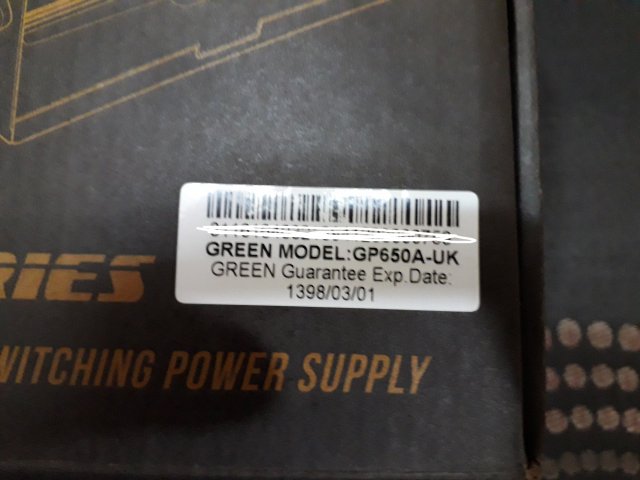 GREEN MODEL:GP650A-UK
GREEN Guarantee Exp.Date:
1398/03/01
RIES
WITCHING POWER SUPPLY